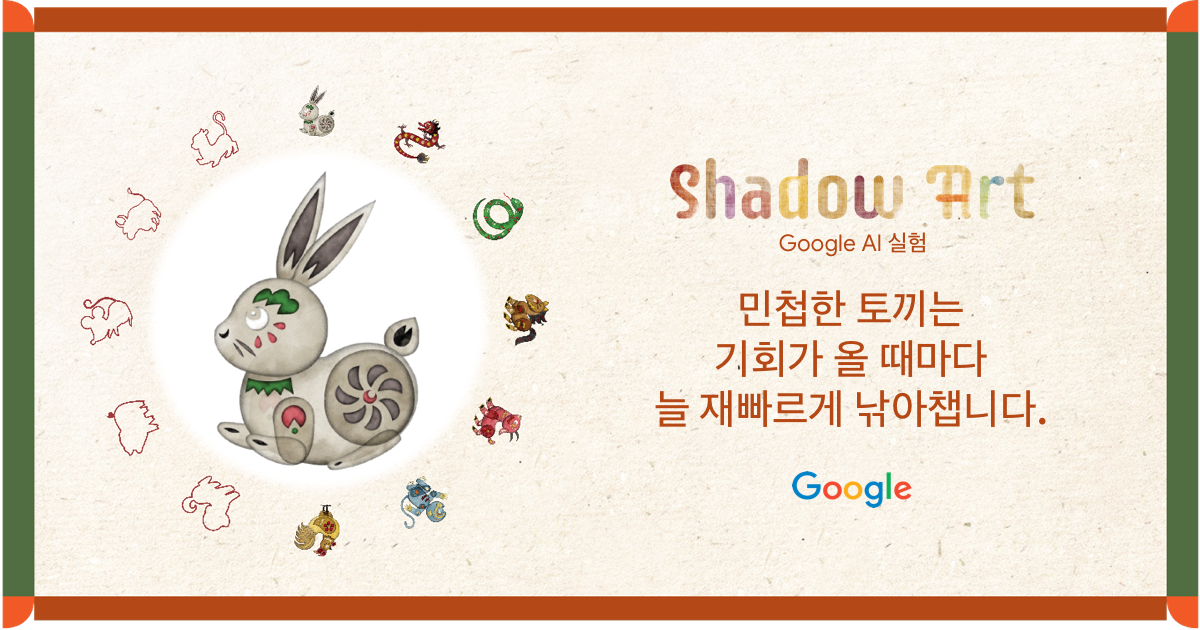 Shadow Art
Google AI 실험
민첩한 토끼는
기회가 올 때마다
늘 재빠르게 낚아챕니다.
Google